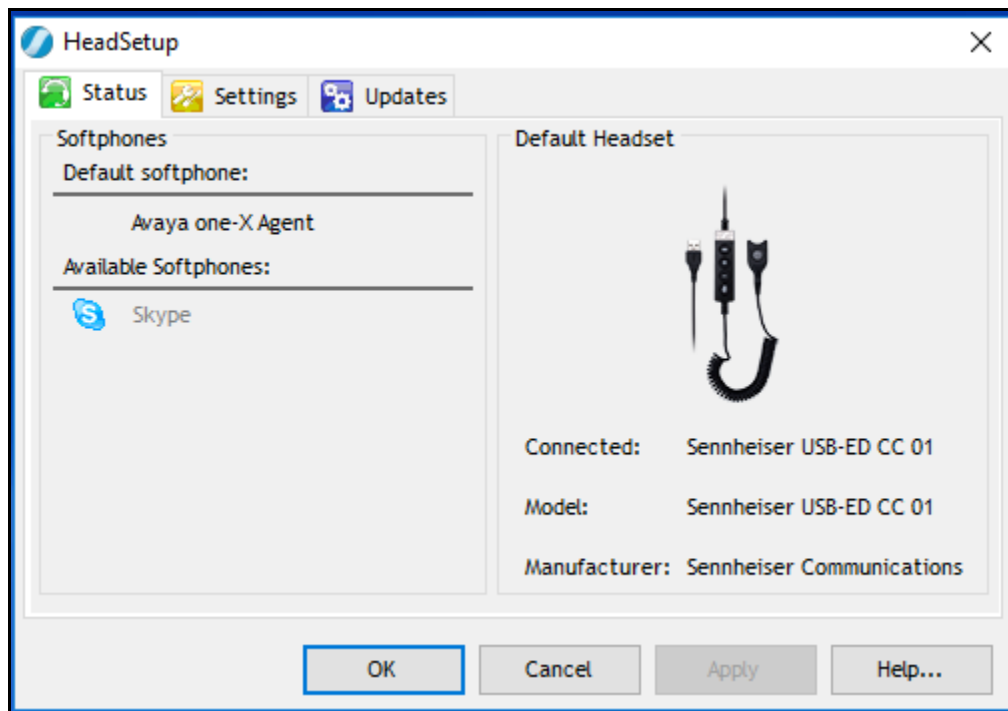 HeadSetup
Status Settings Updates
Softphones
Default softphone:
Avaya one-X Agent
Available Softphones:
Skype
Default Headset
Connected: Sennheiser USB-ED CC 01
Model: Sennheiser USB-ED CC 01
Manufacturer: Sennheiser Communications
OK Cancel Apply Help...